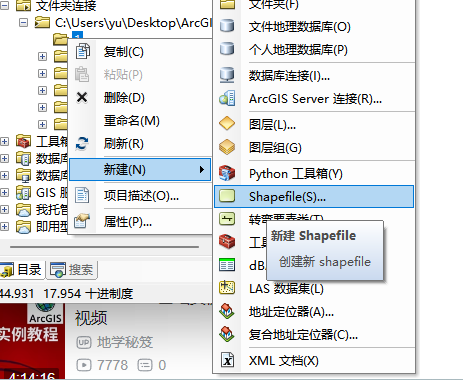 文件夹连接
C:\Users\yu\Desktop\ArcG
1
复制(C)
粘贴(P)
删除(D)
重命名(M)
刷新(R)
新建(N)
项目描述(O)...
属性(P)...
文件夹(F)
文件地理数据库(O)
个人地理数据库(P)
数据库连接(I)...
ArcGIS Server 连接(R)...
图层(L)...
图层组(G)
Python 工具箱(Y)
Shapefile(S)...
转弯要素类(T)...
工具
dB
LAS 数据集(L)
地址定位器(A)...
复合地址定位器(C)...
XML 文档(X)
新建 Shapefile
创建新 shapefile
工具箱
数据库
数据库
GIS 服
我托管
即用型
目录
搜索
44.931 17.954 十进制度
ArcGIS
实例教程
4:14:16
视频
UP 地学秘笈
7778 0